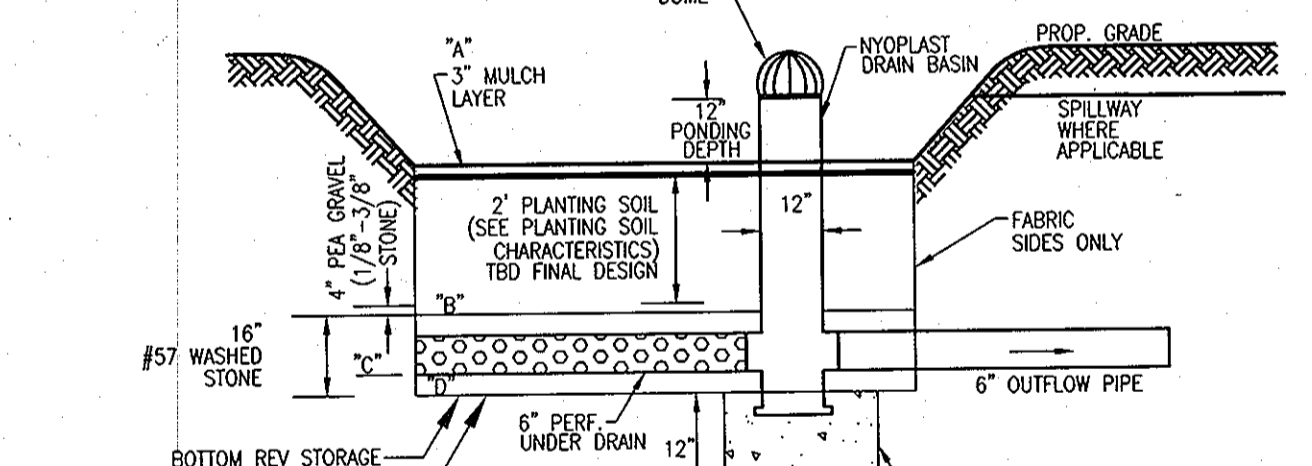 DOME
PROP. GRADE
"A"
3" MULCH
LAYER
NYOPLAST
DRAIN BASIN
12"
PONDING
DEPTH
SPILLWAY
WHERE
APPLICABLE
4" PEA GRAVEL
(1/8"-3/8"
STONE)
2' PLANTING SOIL
(SEE PLANTING SOIL
CHARACTERISTICS)
TBD FINAL DESIGN
12"
FABRIC
SIDES ONLY
"B"
16"
#57 WASHED
STONE
"C"
"D"
6" OUTFLOW PIPE
6" PERF.
UNDER DRAIN
12"
BOTTOM REV STORAGE